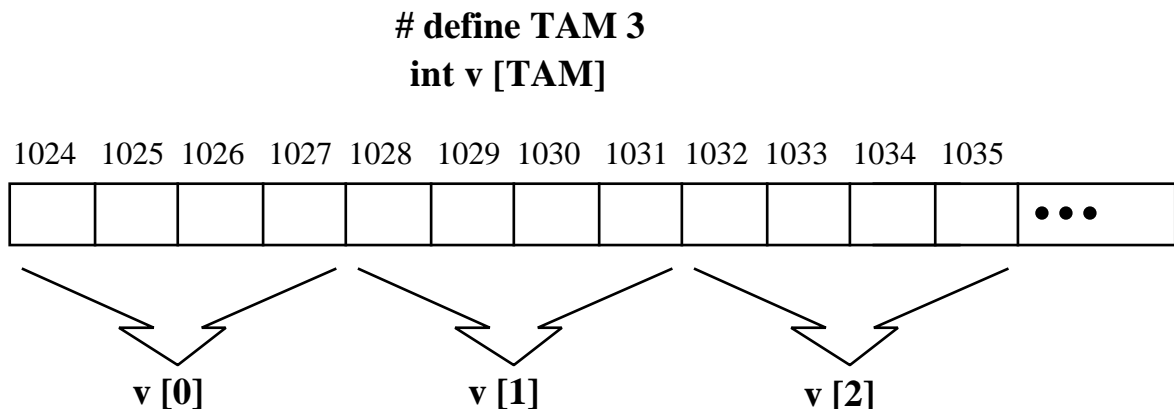 # define TAM 3
int v [TAM]
1024 1025 1026 1027 1028 1029 1030 1031 1032 1033 1034 1035
•••
v [0] v [1] v [2]